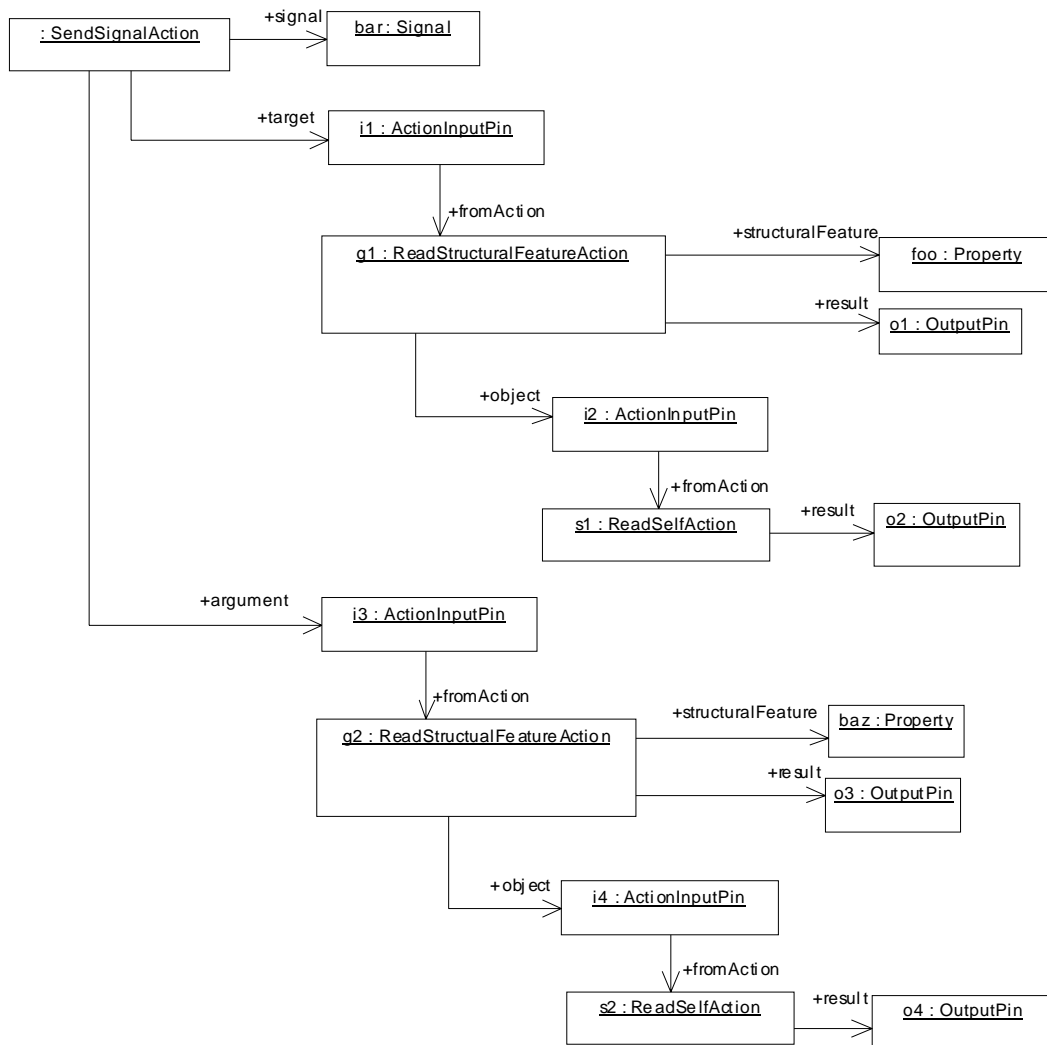 +signal
: SendSignalAction
bar: Signal
+target
i1 : ActionInputPin
+fromAction
+structuralFeature
g1 : ReadStructuralFeatureAction
foo : Property
+result
o1 : OutputPin
+object
i2 : ActionInputPin
+fromAction
+result
s1 : ReadSelfAction
o2 : OutputPin
+argument
i3 : ActionInputPin
+fromAction
+structuralFeature
g2 : ReadStructualFeatureAction
baz : Property
+result
o3 : OutputPin
+object
i4 : ActionInputPin
+fromAction
+result
s2 : ReadSelfAction
o4 : OutputPin